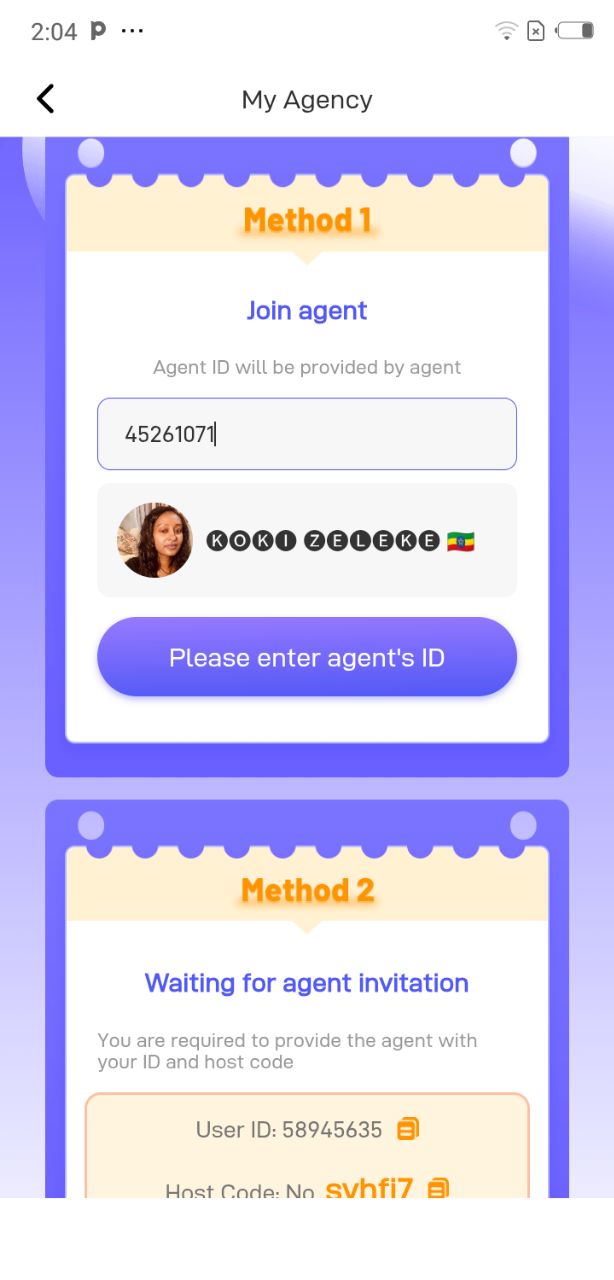 2:04
My Agency
Method 1
Join agent
Agent ID will be provided by agent
45261071
🅚🅞🅚🅘 🅩🅔🅛🅔🅚🅔 🇪🇹
Please enter agent's ID
Method 2
Waiting for agent invitation
You are required to provide the agent with
your ID and host code
User ID: 58945635
Host Code: No. svhfi7